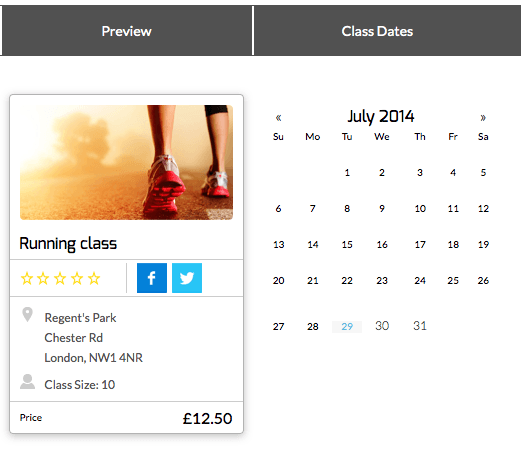 Preview
Class Dates
Running class
f
Regent's Park
Chester Rd
London, NW1 4NR
Class Size: 10
Price £12.50
« July 2014 »
Su Mo Tu We Th Fr Sa
1 2 3 4 5
6 7 8 9 10 11 12
13 14 15 16 17 18 19
20 21 22 23 24 25 26
27 28 29 30 31